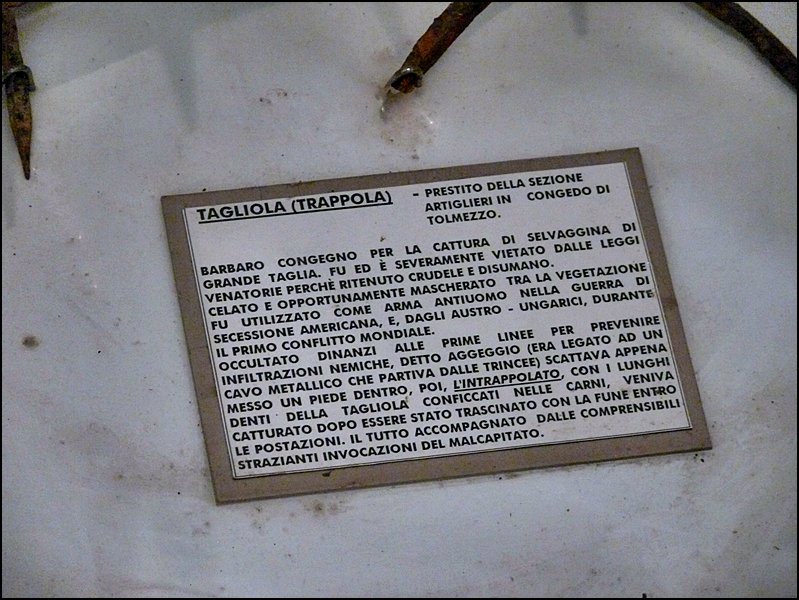 TAGLIOLA (TRAPPOLA) - PRESTITO DELLA SEZIONE
ARTIGLIERI IN CONGEDO DI
TOLMEZZO.
BARBARO CONGEGNO PER LA CATTURA DI SELVAGGINA DI
GRANDE TAGLIA. FU ED È SEVERAMENTE VIETATO DALLE LEGGI
VENATORIE PERCHÈ RITENUTO CRUDELE E DISUMANO.
CELATO E OPPORTUNAMENTE MASCHERATO TRA LA VEGETAZIONE
FU UTILIZZATO COME ARMA ANTIUOMO NELLA GUERRA DI
SECESSIONE AMERICANA, E, DAGLI AUSTRO - UNGARICI, DURANTE
IL PRIMO CONFLITTO MONDIALE.
OCCULTATO DINANZI ALLE PRIME LINEE PER PREVENIRE
INFILTRAZIONI NEMICHE, DETTO AGGEGGIO (ERA LEGATO AD UN
CAVO METALLICO CHE PARTIVA DALLE TRINCEE) SCATTAVA APPENA
MESSO UN PIEDE DENTRO, POI, L'INTRAPPOLATO, CON I LUNGHI
DENTI DELLA TAGLIOLA CONFICCATI NELLE CARNI, VENIVA
CATTURATO DOPO ESSERE STATO TRASCINATO CON LA FUNE ENTRO
LE POSTAZIONI. IL TUTTO ACCOMPAGNATO DALLE COMPRENSIBILI
STRAZIANTI INVOCAZIONI DEL MALCAPITATO.